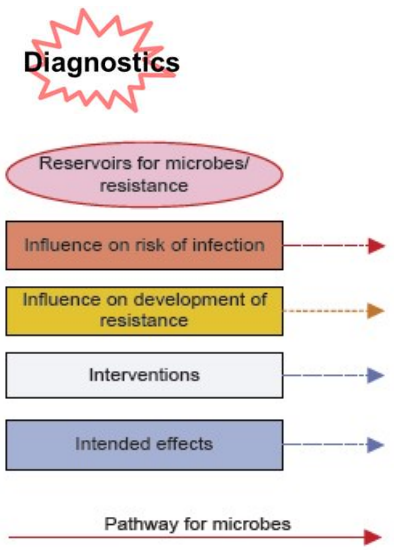 Diagnostics
Reservoirs for microbes/
resistance
Influence on risk of infection
Influence on development of
resistance
Interventions
Intended effects
Pathway for microbes